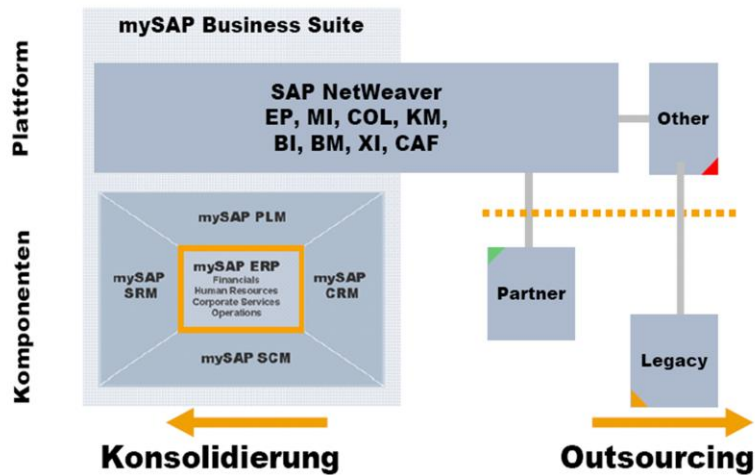 mySAP Business Suite
Plattform
SAP NetWeaver
EP, MI, COL, KM,
BI, BM, XI, CAF
Other
Komponenten
mySAP PLM
mySAP
SRM
mySAP ERP
Financials
Human Resources
Corporate Services
Operations
mySAP
CRM
mySAP SCM
Partner
Legacy
Konsolidierung
Outsourcing